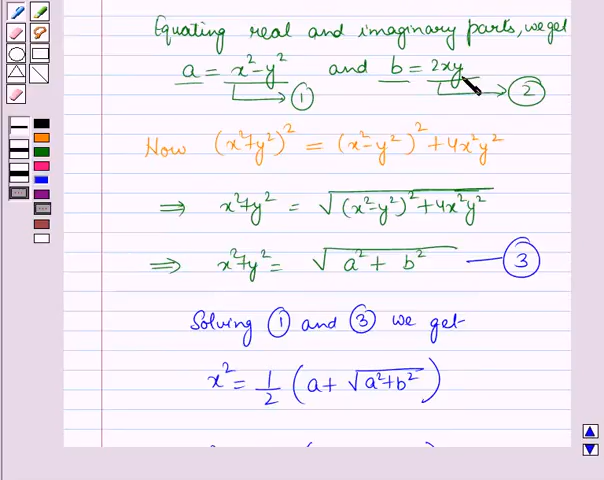 Equating real and imaginary parts, we get
a = x² - y² and b = 2xy
① ②
Now (x²+y²)² = (x²-y²)² + 4x²y²
⇒ x²+y² = √((x²-y²)² + 4x²y²)
⇒ x²+y² = √(a² + b²) — ③
Solving ① and ③ we get
x² = 1/2 (a + √(a²+b²))